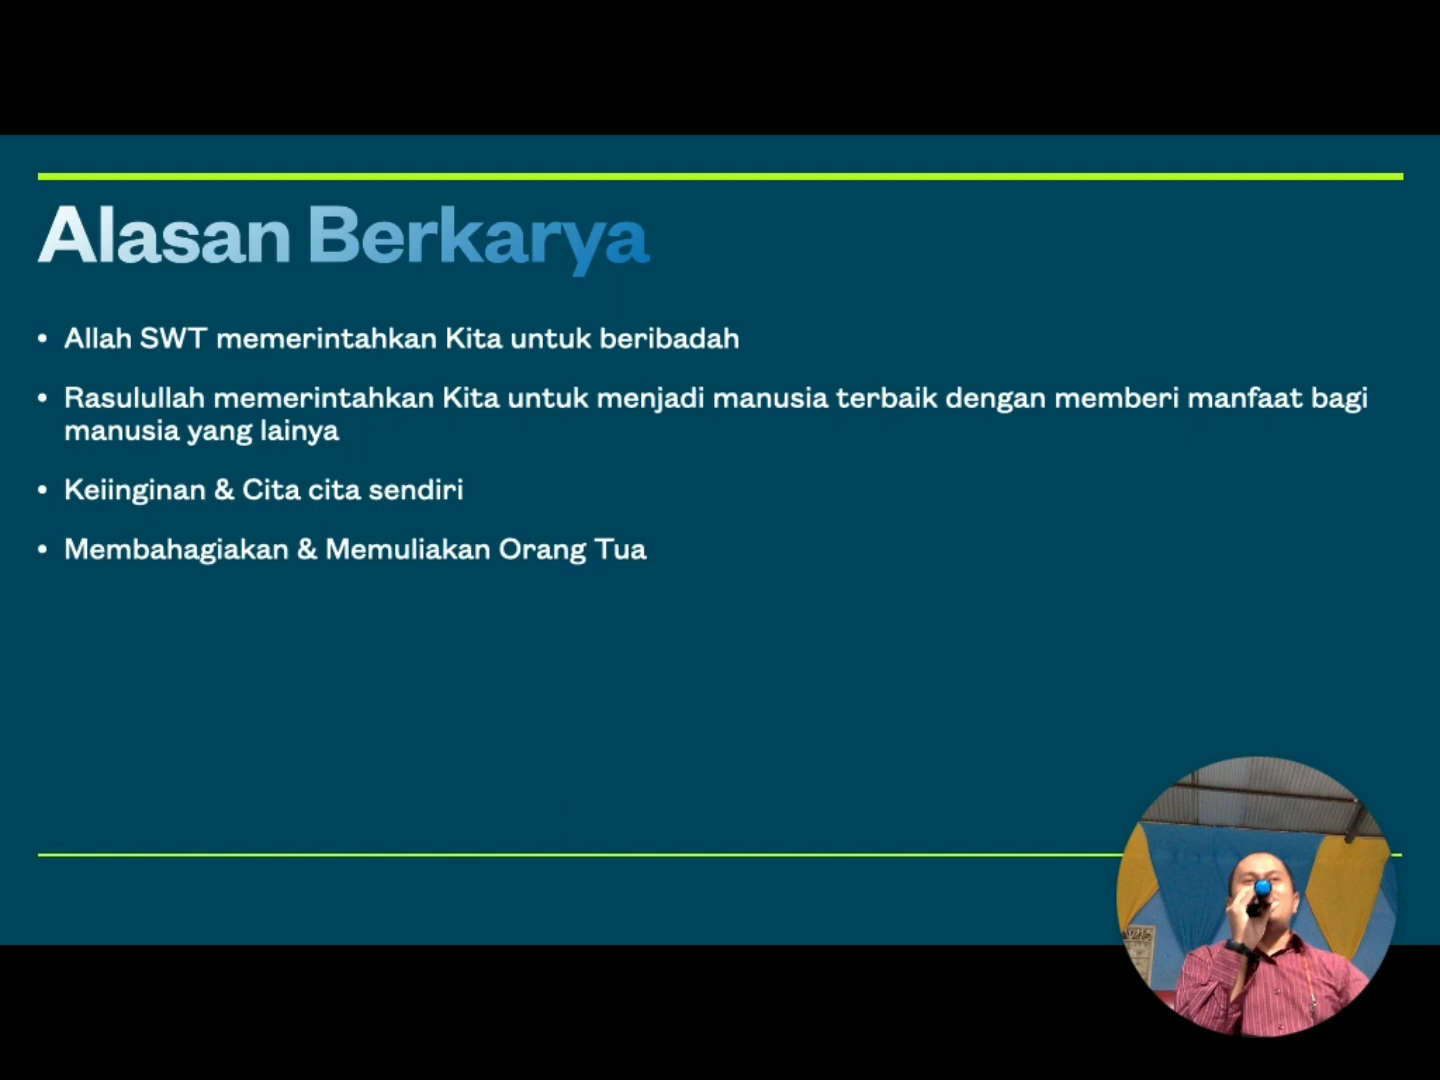 Alasan Berkarya
• Allah SWT memerintahkan Kita untuk beribadah
• Rasulullah memerintahkan Kita untuk menjadi manusia terbaik dengan memberi manfaat bagi
manusia yang lainya
• Keiinginan & Cita cita sendiri
• Membahagiakan & Memuliakan Orang Tua